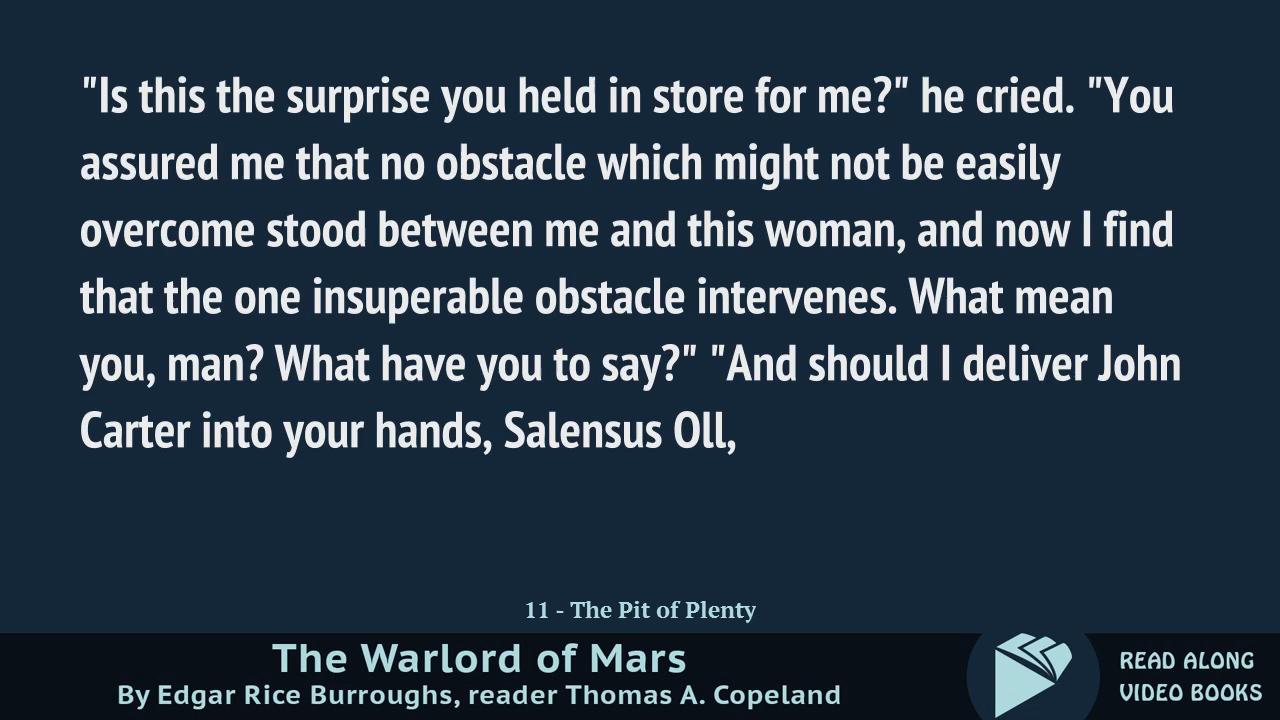 "Is this the surprise you held in store for me?" he cried. "You
assured me that no obstacle which might not be easily
overcome stood between me and this woman, and now I find
that the one insuperable obstacle intervenes. What mean
you, man? What have you to say?" "And should I deliver John
Carter into your hands, Salensus Oll,
11 - The Pit of Plenty
The Warlord of Mars
By Edgar Rice Burroughs, reader Thomas A. Copeland
READ ALONG
VIDEO BOOKS